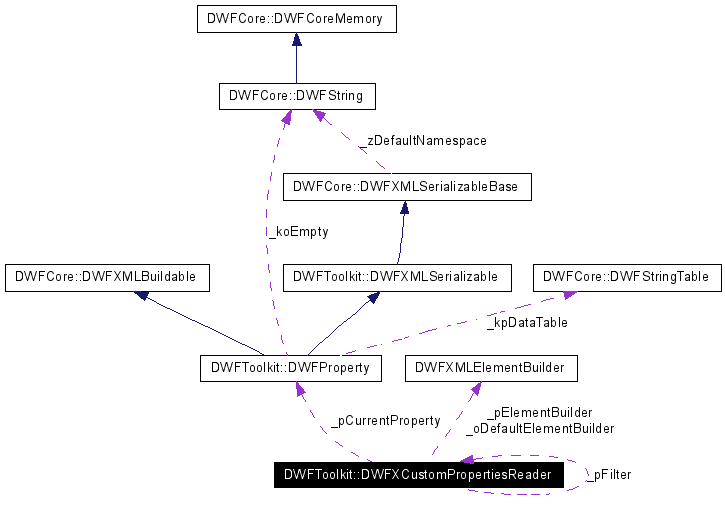 DWFCore::DWFCoreMemory
DWFCore::DWFString
_zDefaultNamespace
DWFCore::DWFXMLSerializableBase
_koEmpty
DWFCore::DWFXMLBuildable
DWFToolkit::DWFXMLSerializable
DWFCore::DWFStringTable
_kpDataTable
DWFToolkit::DWFProperty
DWFXMLElementBuilder
_pCurrentProperty
_pElementBuilder
_oDefaultElementBuilder
DWFToolkit::DWFXCustomPropertiesReader
_pFilter